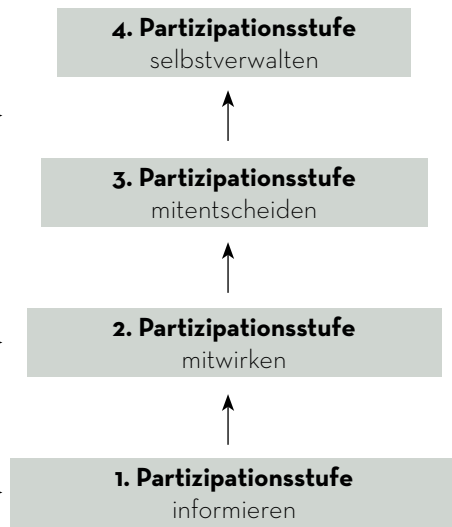 4. Partizipationsstufe
selbstverwalten
3. Partizipationsstufe
mitentscheiden
2. Partizipationsstufe
mitwirken
1. Partizipationsstufe
informieren